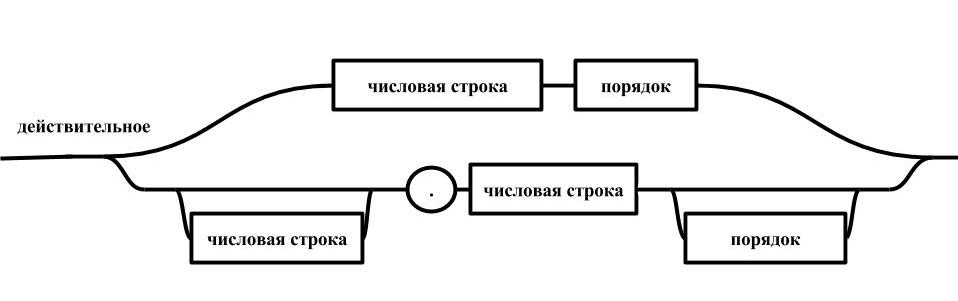 числовая строка
порядок
действительное
.
числовая строка
числовая строка
порядок